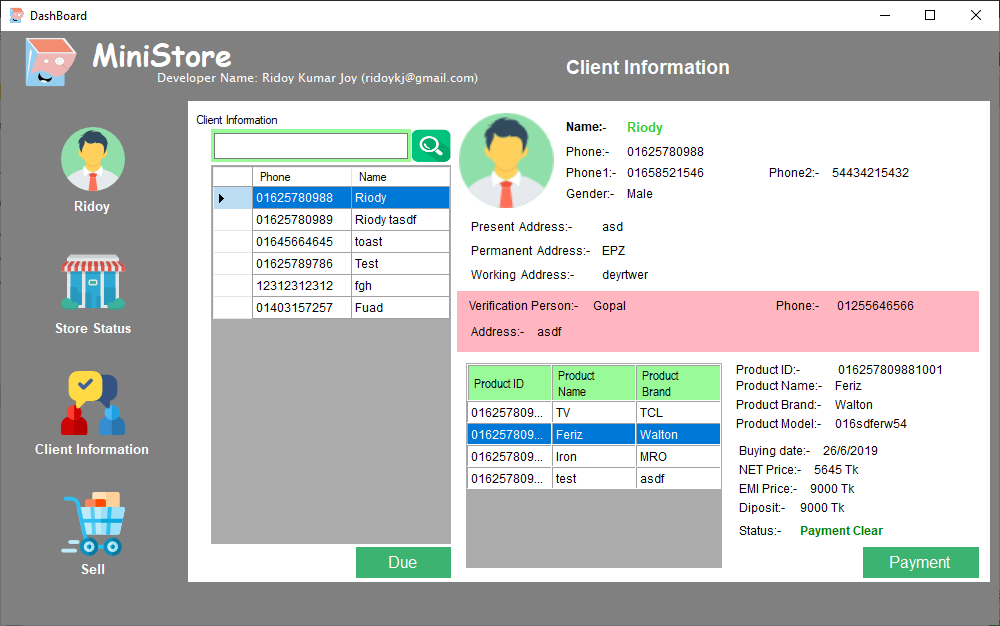 DashBoard
MiniStore
Developer Name: Ridoy Kumar Joy (ridoykj@gmail.com)
Client Information
Ridoy
Store Status
Client Information
Sell
Client Information
Phone Name
01625780988 Riody
01625780989 Riody tasdf
01645664645 toast
01625789786 Test
12312312312 fgh
01403157257 Fuad
Due
Name:- Riody
Phone:- 01625780988
Phone1:- 01658521546 Phone2:- 54434215432
Gender:- Male
Present Address:- asd
Permanent Address:- EPZ
Working Address:- deyrtwer
Verification Person:- Gopal Phone:- 01255646566
Address:- asdf
Product ID Product Name Product Brand
016257809... TV TCL
016257809... Feriz Walton
016257809... Iron MRO
016257809... test asdf
Product ID:- 016257809881001
Product Name:- Feriz
Product Brand:- Walton
Product Model:- 016sdferw54
Buying date:- 26/6/2019
NET Price:- 5645 Tk
EMI Price:- 9000 Tk
Diposit:- 9000 Tk
Status:- Payment Clear
Payment